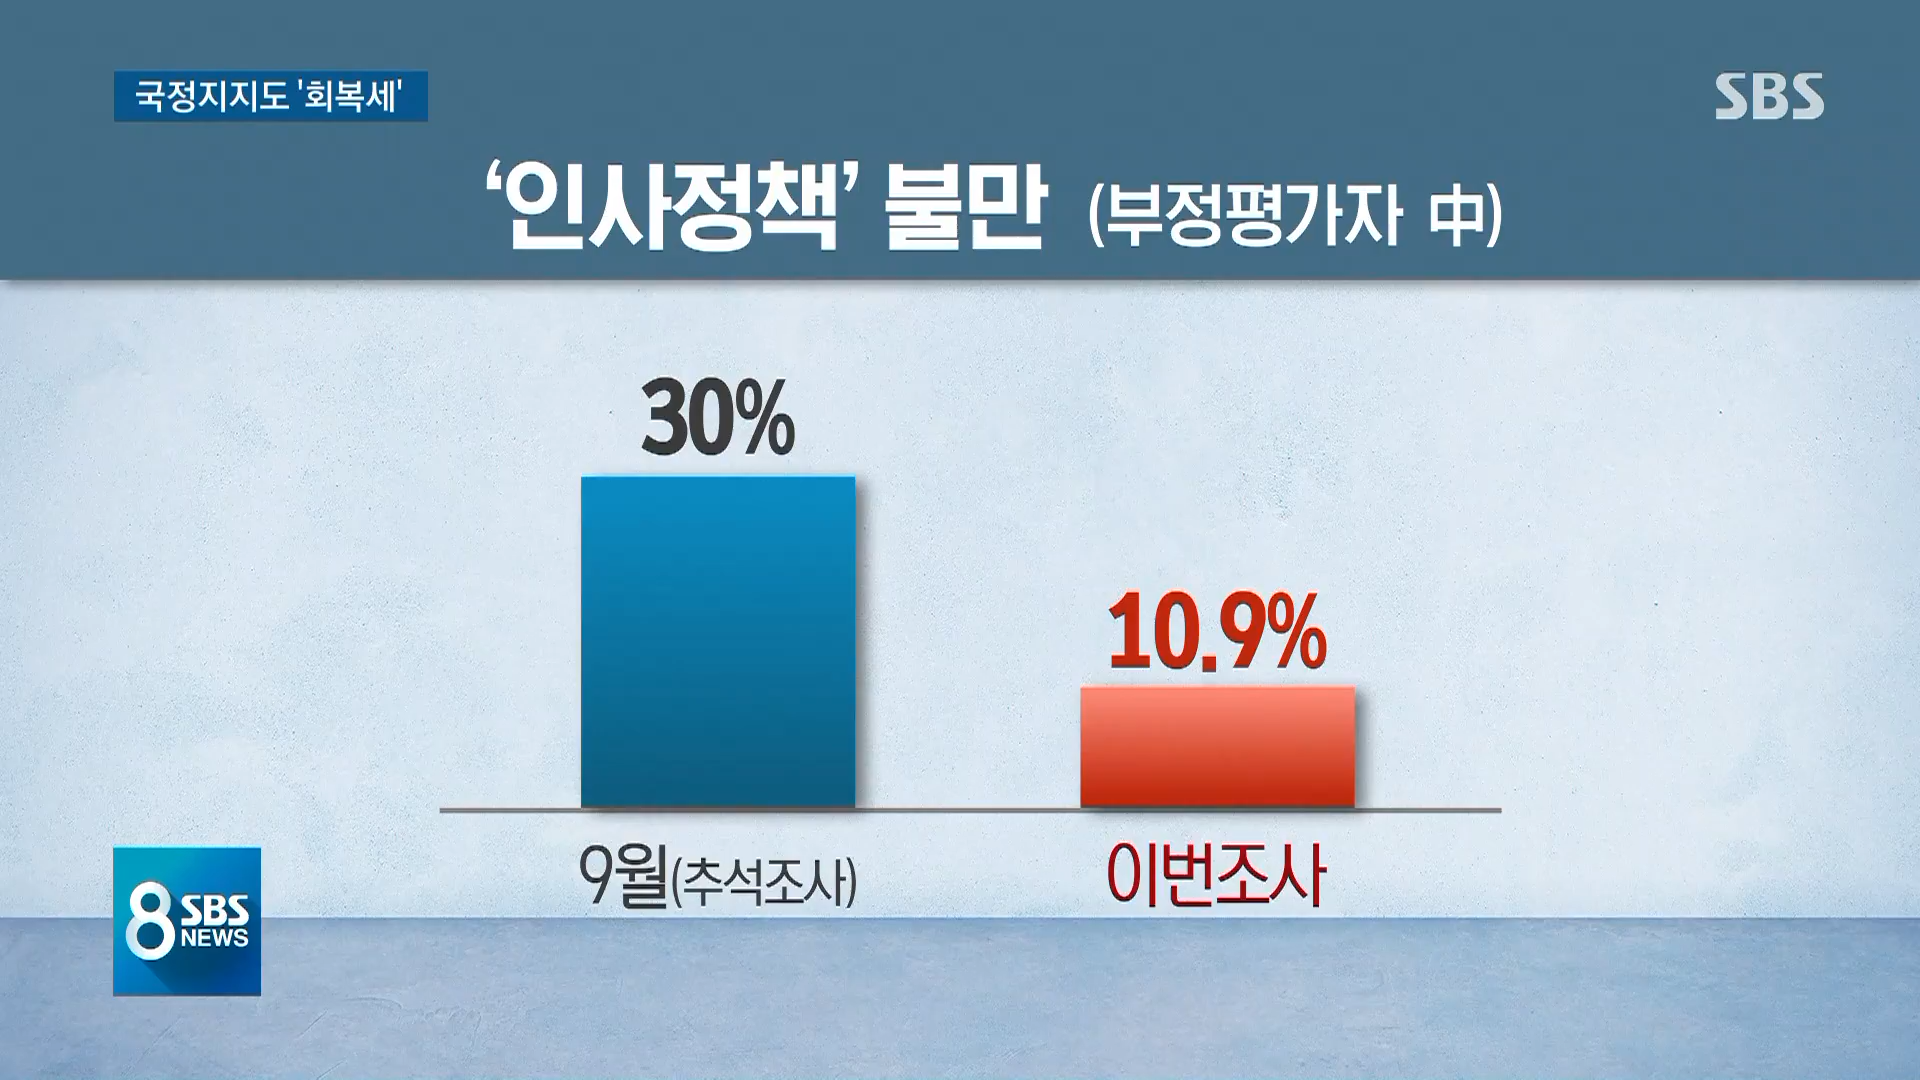 국정지지도 '회복세'
SBS
‘인사정책’ 불만 (부정평가자 中)
30%
10.9%
9월(추석조사)
이번조사
8 SBS
NEWS